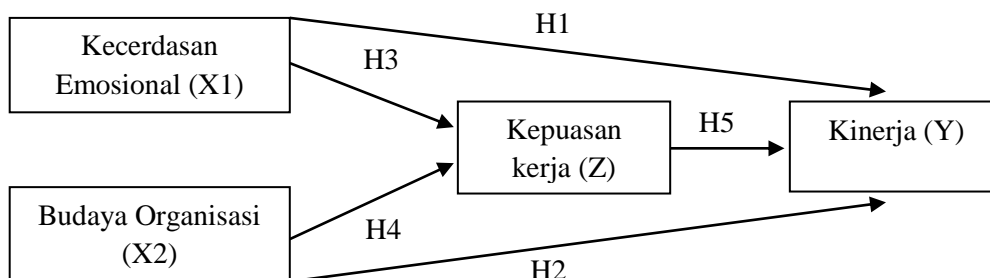 H1
Kecerdasan
Emosional (X1)
H3
Kepuasan
kerja (Z)
H5
Kinerja (Y)
Budaya Organisasi
(X2)
H4
H2